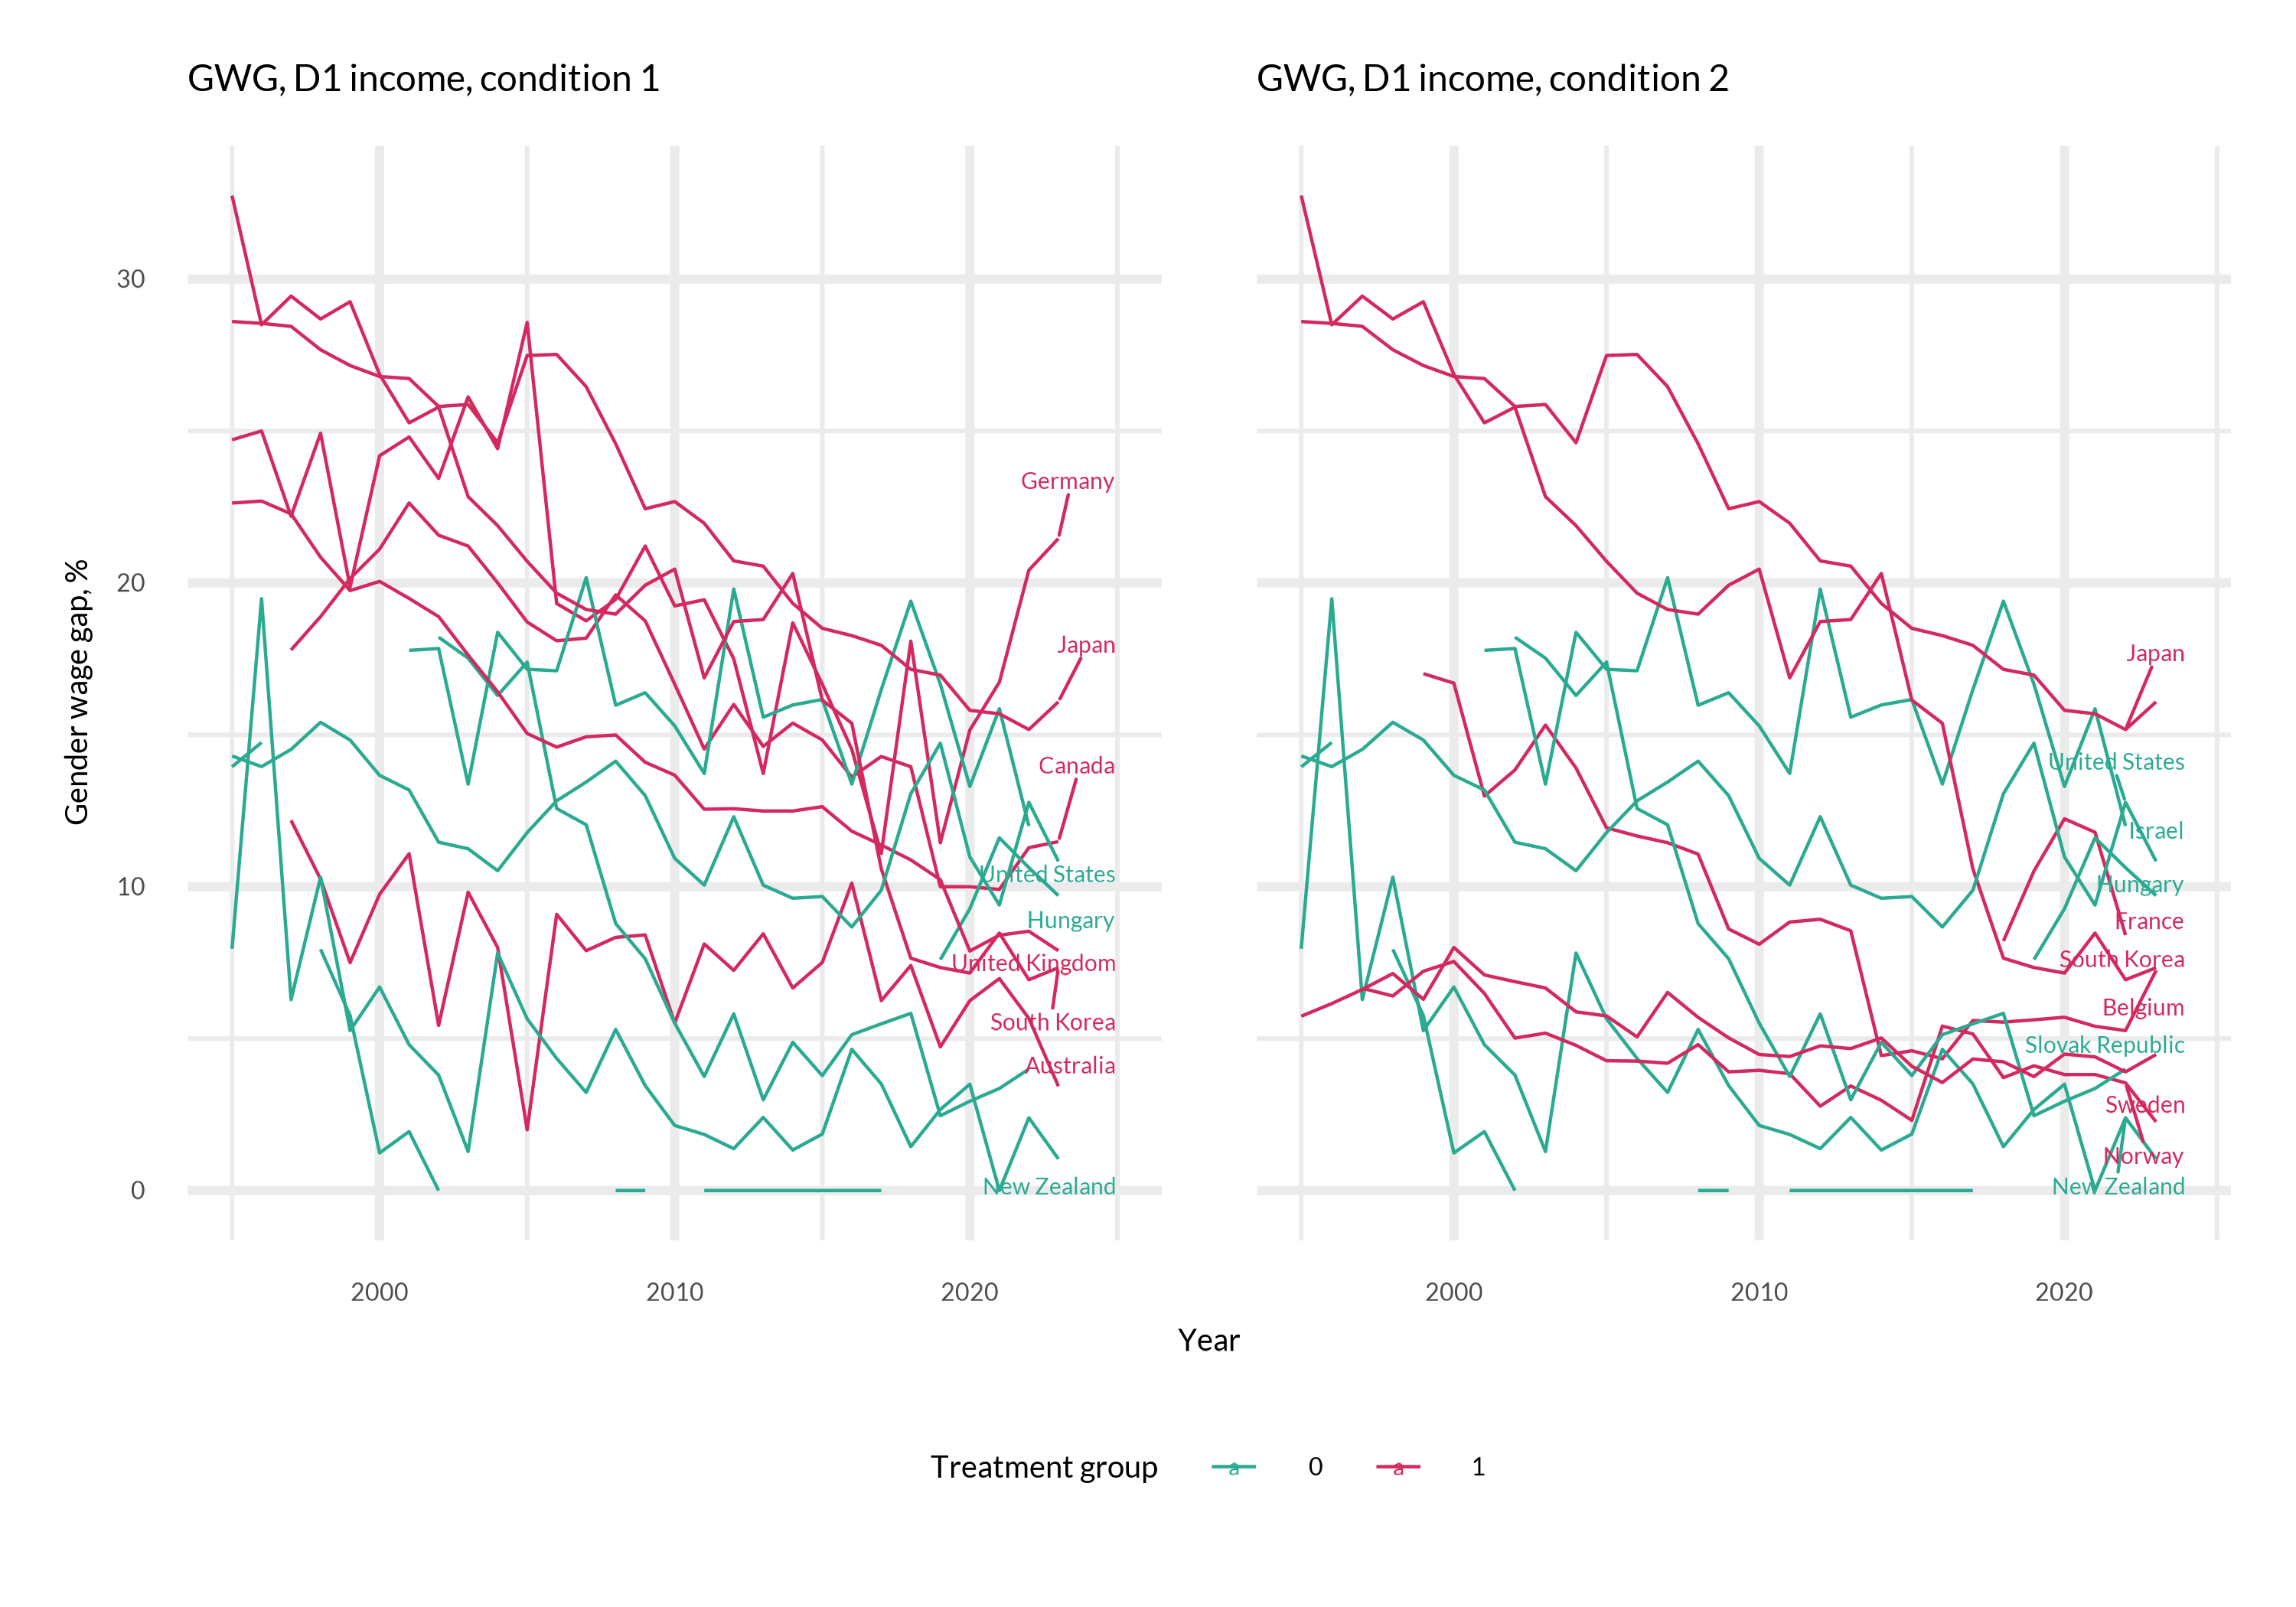 GWG, D1 income, condition 1
GWG, D1 income, condition 2
Gender wage gap, %
30
20
10
0
Germany
Japan
Canada
United States
Hungary
United Kingdom
South Korea
Australia
New Zealand
Japan
United States
Israel
Hungary
France
South Korea
Belgium
Slovak Republic
Sweden
Norway
New Zealand
2000 2010 2020
2000 2010 2020
Year
Treatment group a 0 a 1